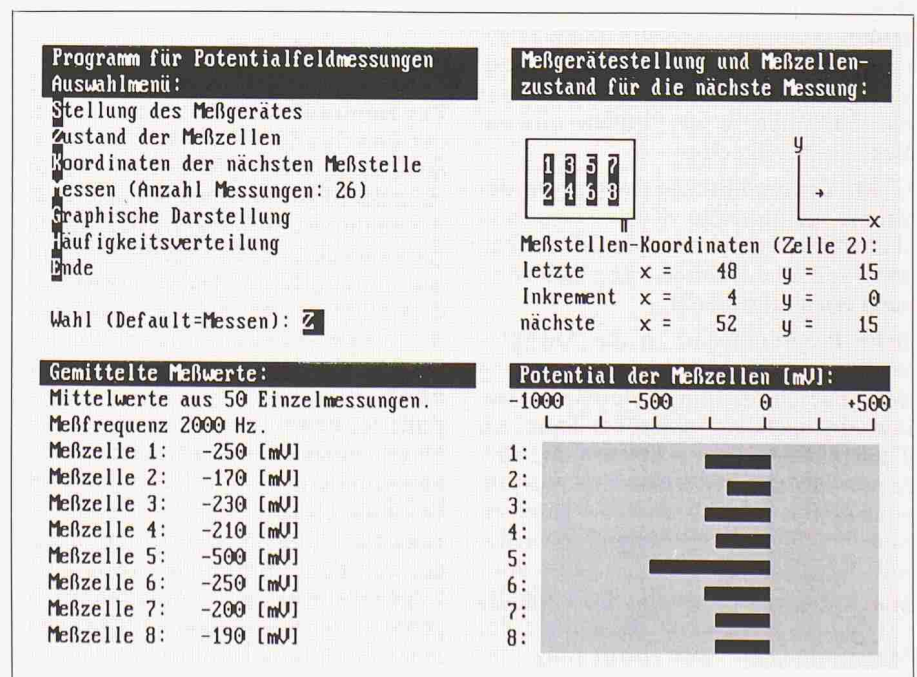 Programm für Potentialfeldmessungen
Auswahlmenü:
Stellung des Meßgerätes
Zustand der Meßzellen
Koordinaten der nächsten Meßstelle
Messen (Anzahl Messungen: 26)
Graphische Darstellung
Häufigkeitsverteilung
Ende
Wahl (Default=Messen): Z
Meßgerätestellung und Meßzellen-
zustand für die nächste Messung:
1 3 5 7
2 4 6 8
y
x
Meßstellen-Koordinaten (Zelle 2):
letzte x = 48 y = 15
Inkrement x = 4 y = 0
nächste x = 52 y = 15
Gemittelte Meßwerte:
Mittelwerte aus 50 Einzelmessungen.
Meßfrequenz 2000 Hz.
Meßzelle 1: -250 [mV]
Meßzelle 2: -170 [mV]
Meßzelle 3: -230 [mV]
Meßzelle 4: -210 [mV]
Meßzelle 5: -500 [mV]
Meßzelle 6: -250 [mV]
Meßzelle 7: -200 [mV]
Meßzelle 8: -190 [mV]
Potential der Meßzellen [mV]:
-1000 -500 0 +500
1:
2:
3:
4:
5:
6:
7:
8: